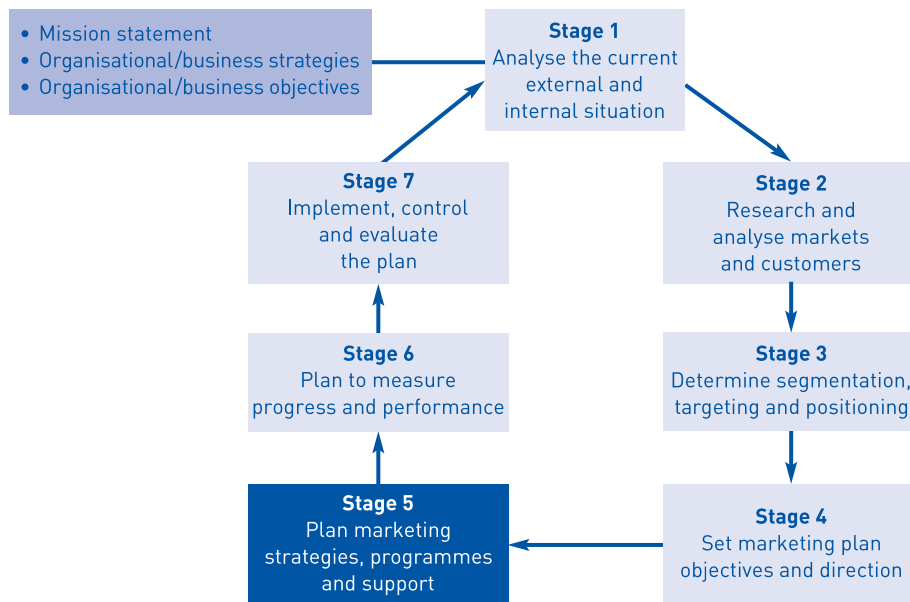 • Mission statement
• Organisational/business strategies
• Organisational/business objectives
Stage 1
Analyse the current
external and
internal situation
Stage 2
Research and
analyse markets
and customers
Stage 3
Determine segmentation,
targeting and positioning
Stage 4
Set marketing plan
objectives and direction
Stage 5
Plan marketing
strategies, programmes
and support
Stage 6
Plan to measure
progress and performance
Stage 7
Implement, control
and evaluate
the plan